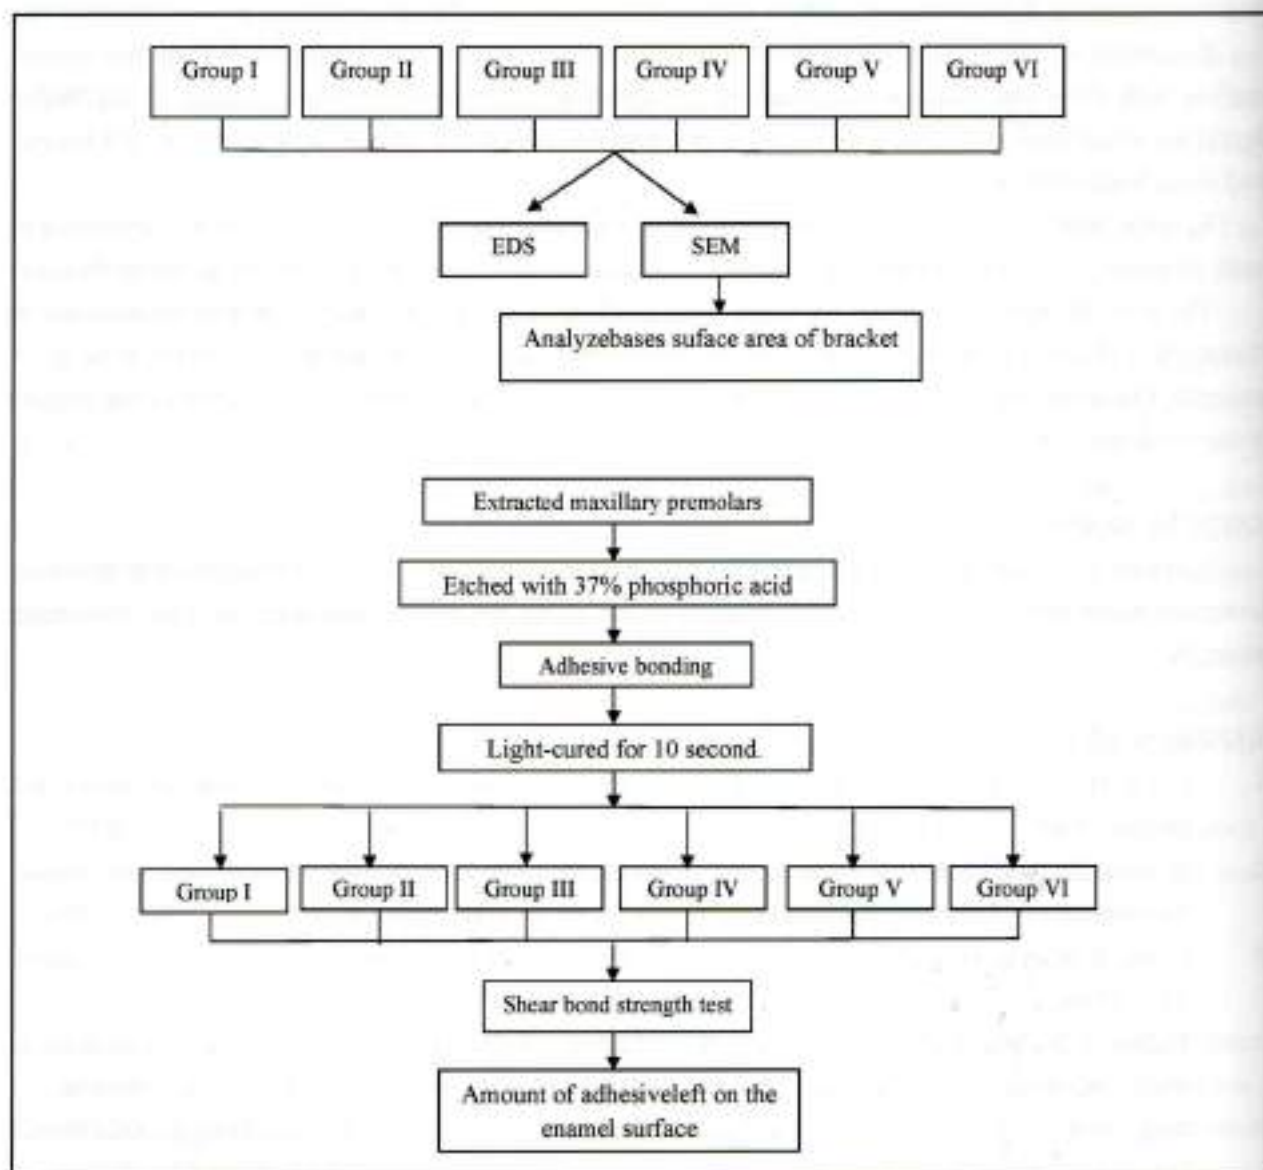 Group I Group II Group III Group IV Group V Group VI
EDS SEM
Analyzebases suface area of bracket
Extracted maxillary premolars
Etched with 37% phosphoric acid
Adhesive bonding
Light-cured for 10 second.
Group I Group II Group III Group IV Group V Group VI
Shear bond strength test
Amount of adhesiveleft on the
enamel surface